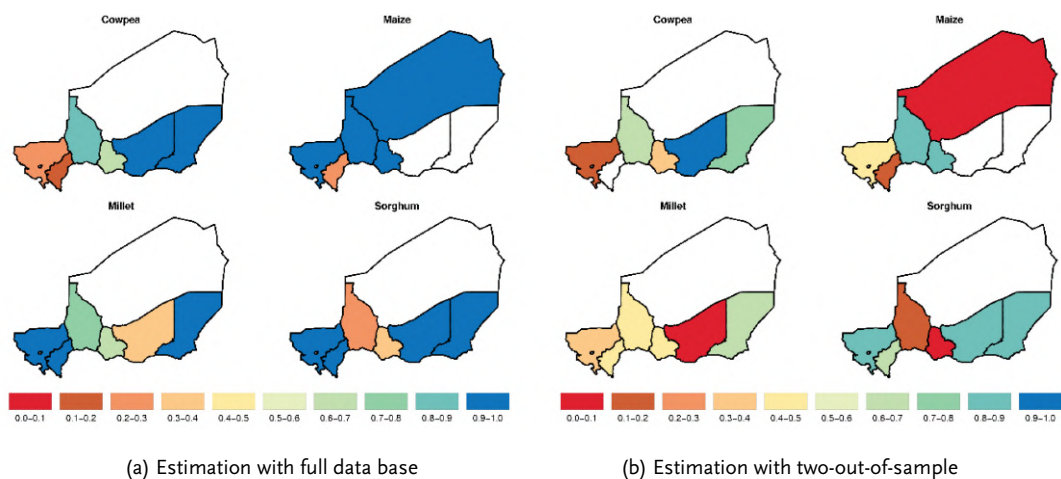 Cowpea Maize Cowpea Maize
Millet Sorghum Millet Sorghum
0.0–0.1 0.1–0.2 0.2–0.3 0.3–0.4 0.4–0.5 0.5–0.6 0.6–0.7 0.7–0.8 0.8–0.9 0.9–1.0 0.0–0.1 0.1–0.2 0.2–0.3 0.3–0.4 0.4–0.5 0.5–0.6 0.6–0.7 0.7–0.8 0.8–0.9 0.9–1.0
(a) Estimation with full data base (b) Estimation with two-out-of-sample